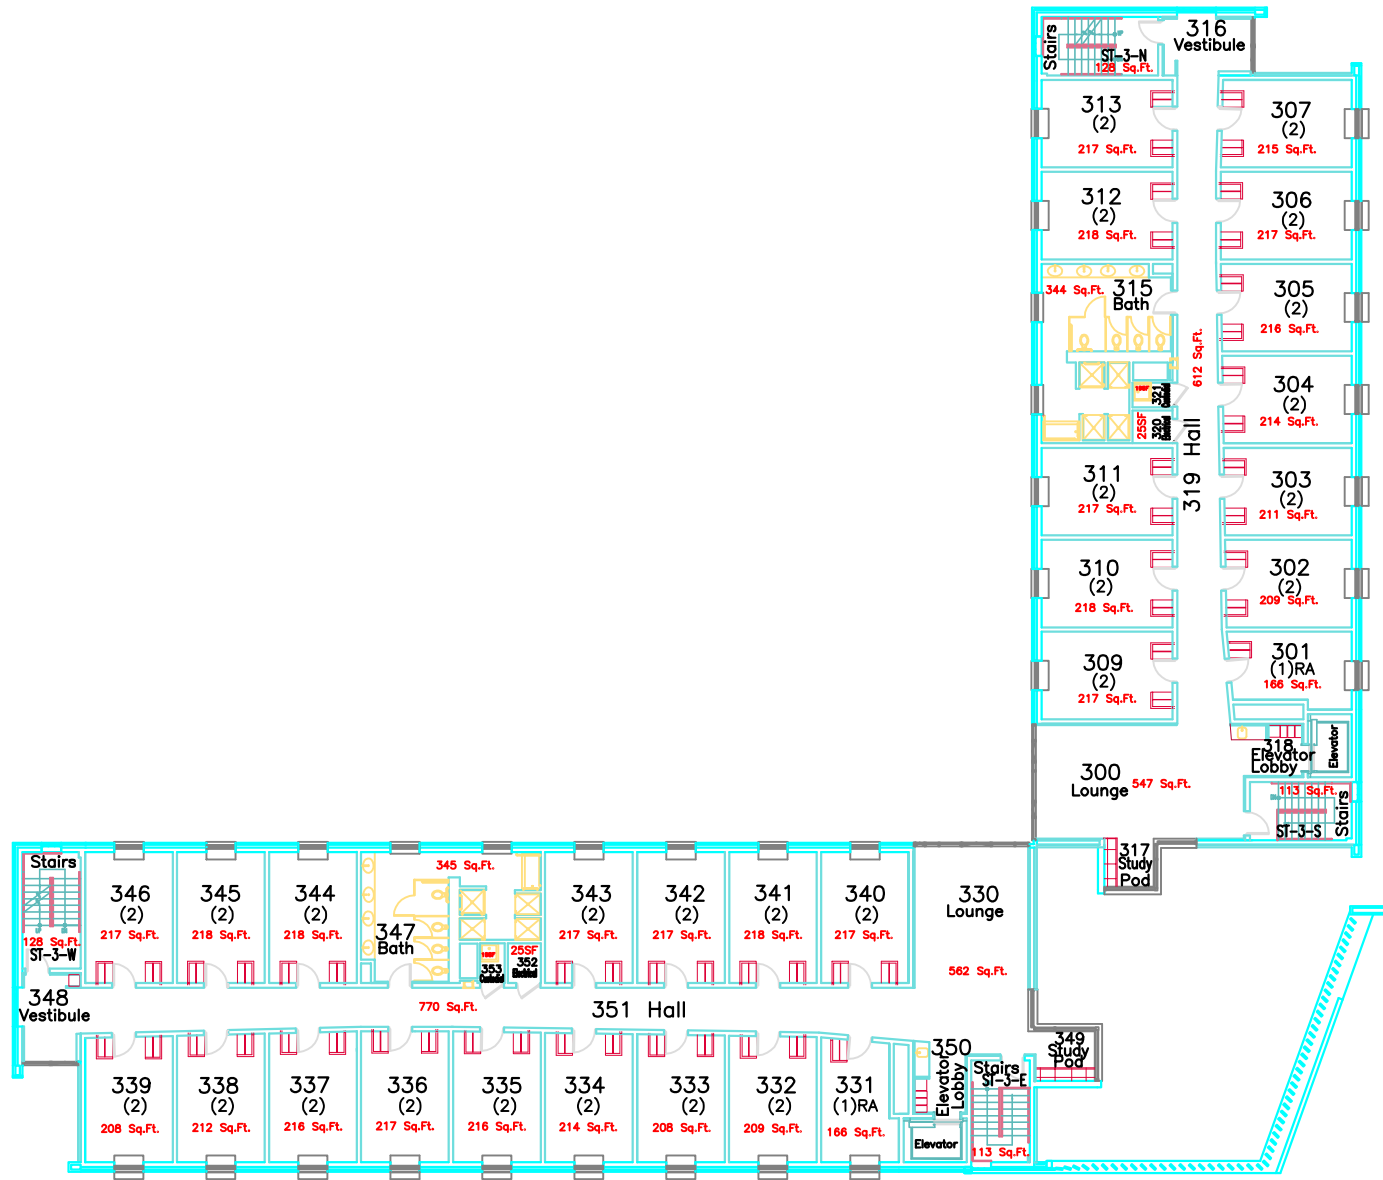 316
Vestibule
Stairs
ST-3-N
128 Sq.Ft.
313
(2)
217 Sq.Ft.
307
(2)
215 Sq.Ft.
312
(2)
218 Sq.Ft.
306
(2)
217 Sq.Ft.
344 Sq.Ft.
315
Bath
305
(2)
216 Sq.Ft.
612 Sq.Ft.
321
304
(2)
214 Sq.Ft.
25SF
320
319 Hall
311
(2)
217 Sq.Ft.
303
(2)
211 Sq.Ft.
310
(2)
218 Sq.Ft.
302
(2)
209 Sq.Ft.
309
(2)
217 Sq.Ft.
301
(1)RA
166 Sq.Ft.
318
Elevator
Lobby
Elevator
300
Lounge
547 Sq.Ft.
113 Sq.Ft.
ST-3-S
Stairs
317
Study
Pod
Stairs
128 Sq.Ft.
ST-3-W
346
(2)
217 Sq.Ft.
345
(2)
218 Sq.Ft.
344
(2)
218 Sq.Ft.
345 Sq.Ft.
347
Bath
353
25SF
352
343
(2)
217 Sq.Ft.
342
(2)
217 Sq.Ft.
341
(2)
218 Sq.Ft.
340
(2)
217 Sq.Ft.
330
Lounge
562 Sq.Ft.
348
Vestibule
770 Sq.Ft.
351 Hall
339
(2)
208 Sq.Ft.
338
(2)
212 Sq.Ft.
337
(2)
216 Sq.Ft.
336
(2)
217 Sq.Ft.
335
(2)
216 Sq.Ft.
334
(2)
214 Sq.Ft.
333
(2)
208 Sq.Ft.
332
(2)
209 Sq.Ft.
331
(1)RA
166 Sq.Ft.
350
Elevator
Lobby
Elevator
Stairs
ST-3-E
113 Sq.Ft.
349
Study
Pod